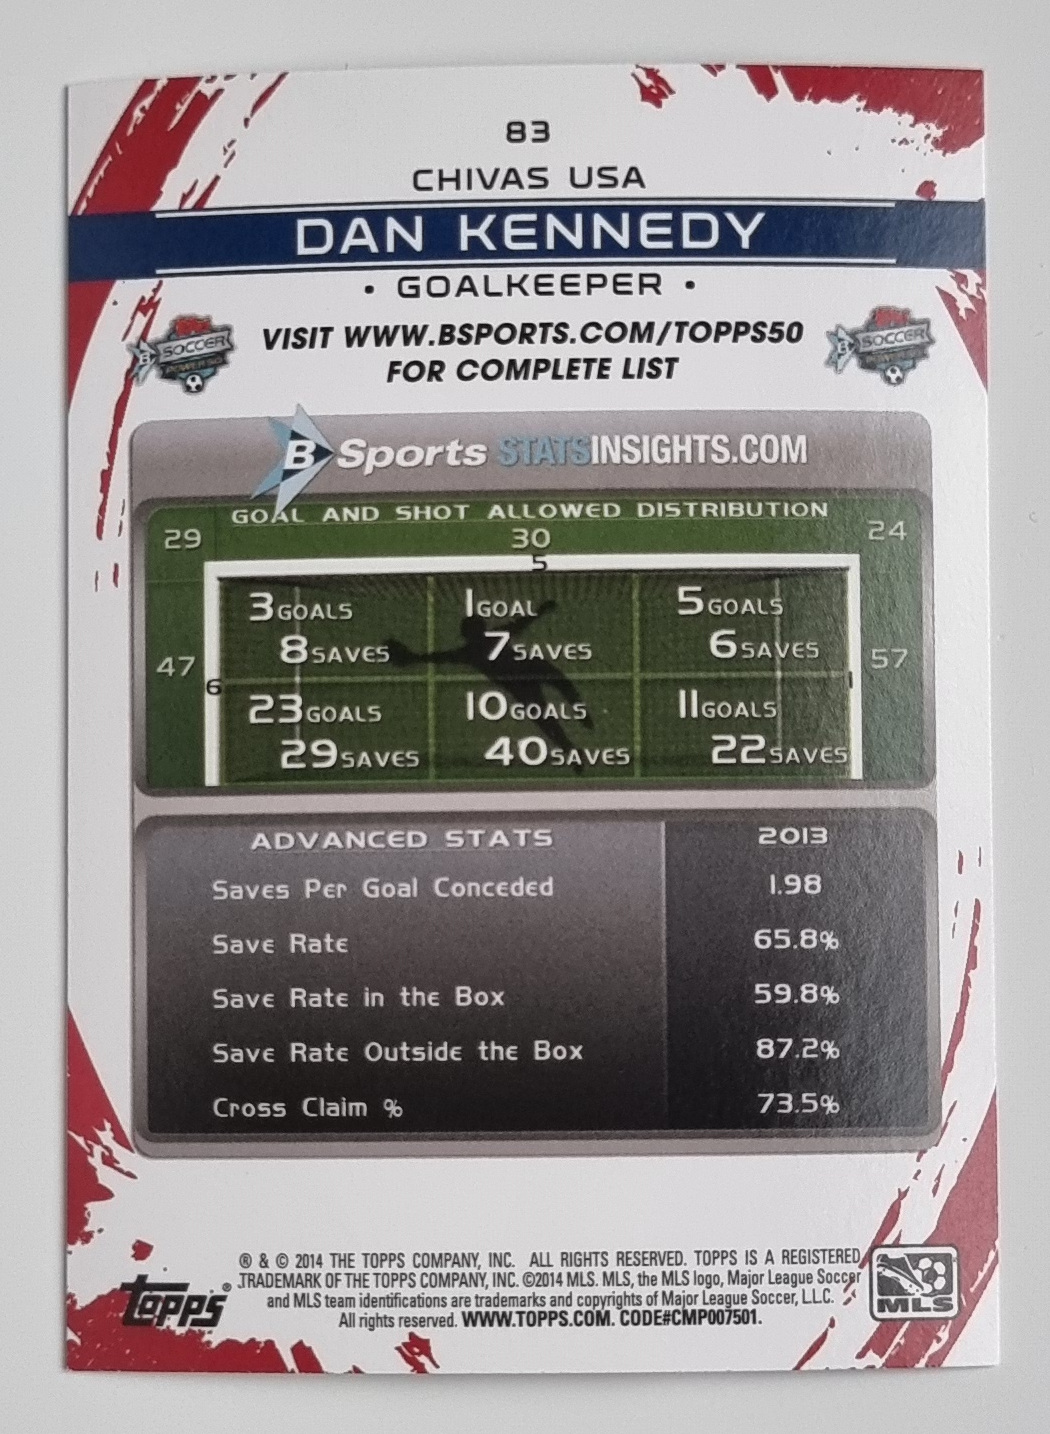 83
CHIVAS USA
DAN KENNEDY
• GOALKEEPER •
VISIT WWW.BSPORTS.COM/TOPPS50
FOR COMPLETE LIST
B SOCCER
B SOCCER
B Sports STATSINSIGHTS.COM
GOAL AND SHOT ALLOWED DISTRIBUTION
29 30 24
5
3 GOALS 1 GOAL 5 GOALS
8 SAVES 7 SAVES 6 SAVES
47 57
6 1
23 GOALS 10 GOALS 11 GOALS
29 SAVES 40 SAVES 22 SAVES
ADVANCED STATS 2013
Saves Per Goal Conceded 1.98
Save Rate 65.8%
Save Rate in the Box 59.8%
Save Rate Outside the Box 87.2%
Cross Claim % 73.5%
® & © 2014 THE TOPPS COMPANY, INC. ALL RIGHTS RESERVED. TOPPS IS A REGISTERED
TRADEMARK OF THE TOPPS COMPANY, INC. ©2014 MLS. MLS, the MLS logo, Major League Soccer
and MLS team identifications are trademarks and copyrights of Major League Soccer, L.L.C.
All rights reserved. WWW.TOPPS.COM. CODE#CMP007501.
topps®
MLS